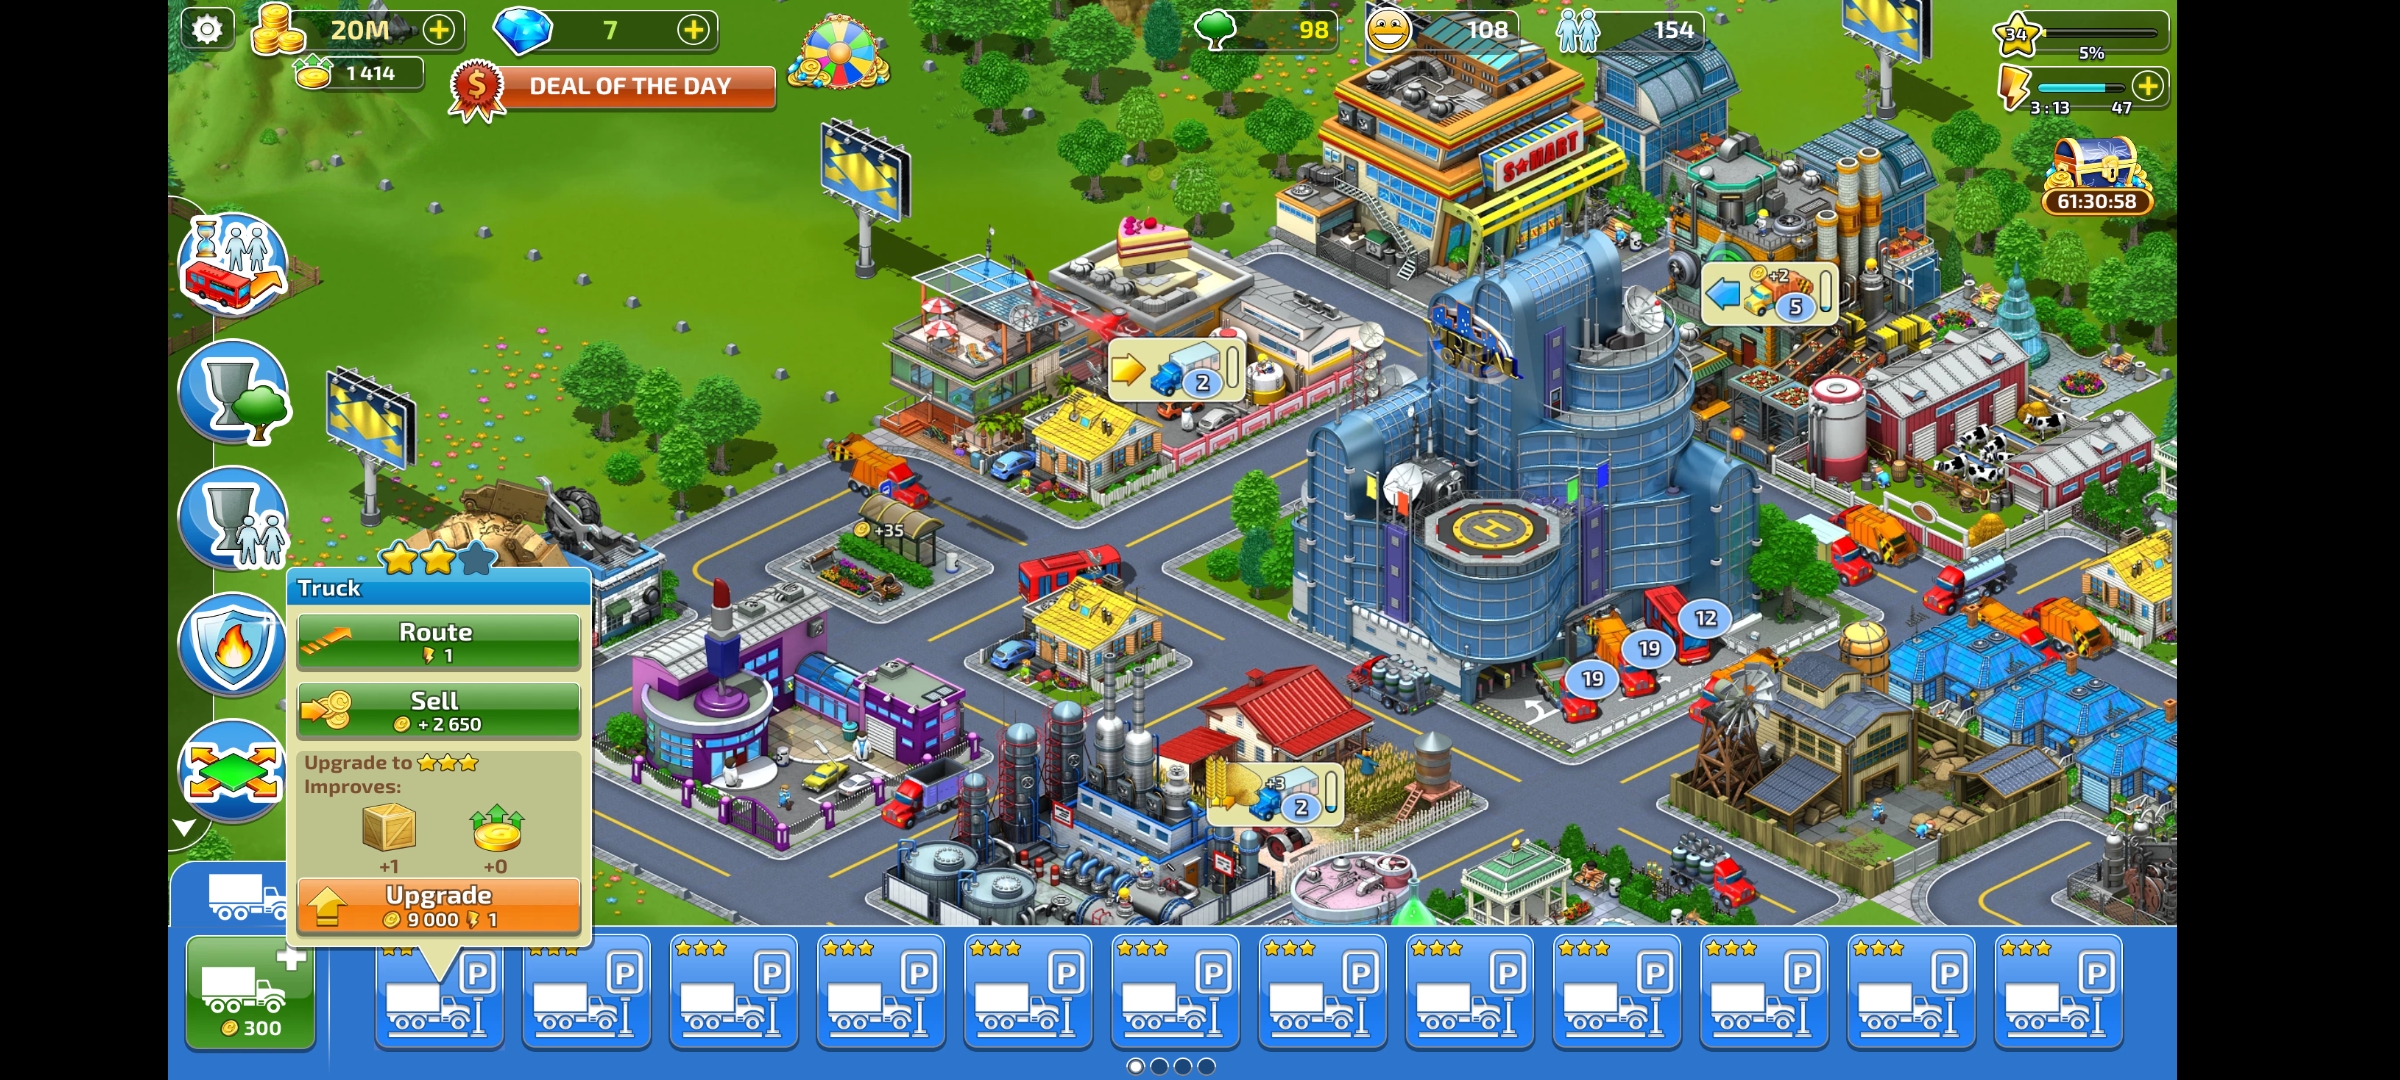 20M
7
98
108
154
34
5%
1 414
DEAL OF THE DAY
3:13
47
S★MART
61:30:58
+2
5
2
+35
12
19
19
Truck
Route
1
Sell
+ 2 650
Upgrade to
Improves:
+1
+0
Upgrade
9 000
1
+3
2
H
300
P
P
P
P
P
P
P
P
P
P
P
P